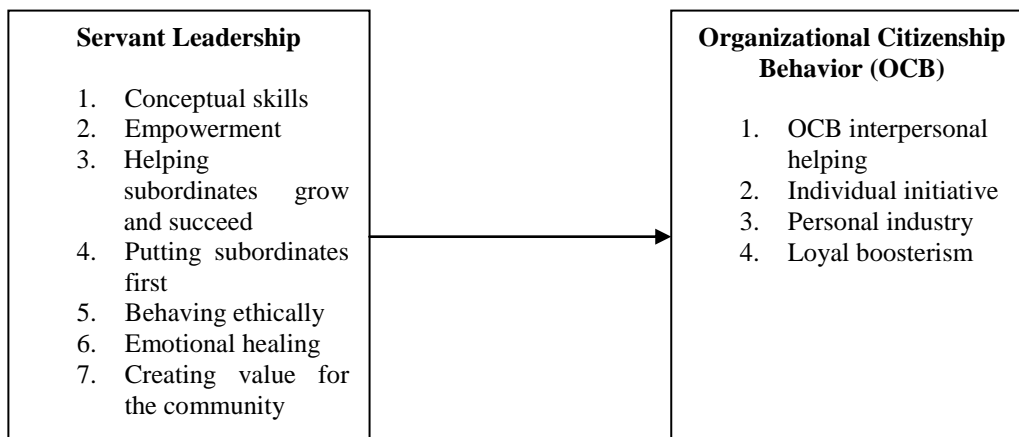 Servant Leadership
1. Conceptual skills
2. Empowerment
3. Helping
subordinates grow
and succeed
4. Putting subordinates
first
5. Behaving ethically
6. Emotional healing
7. Creating value for
the community
Organizational Citizenship
Behavior (OCB)
1. OCB interpersonal
helping
2. Individual initiative
3. Personal industry
4. Loyal boosterism